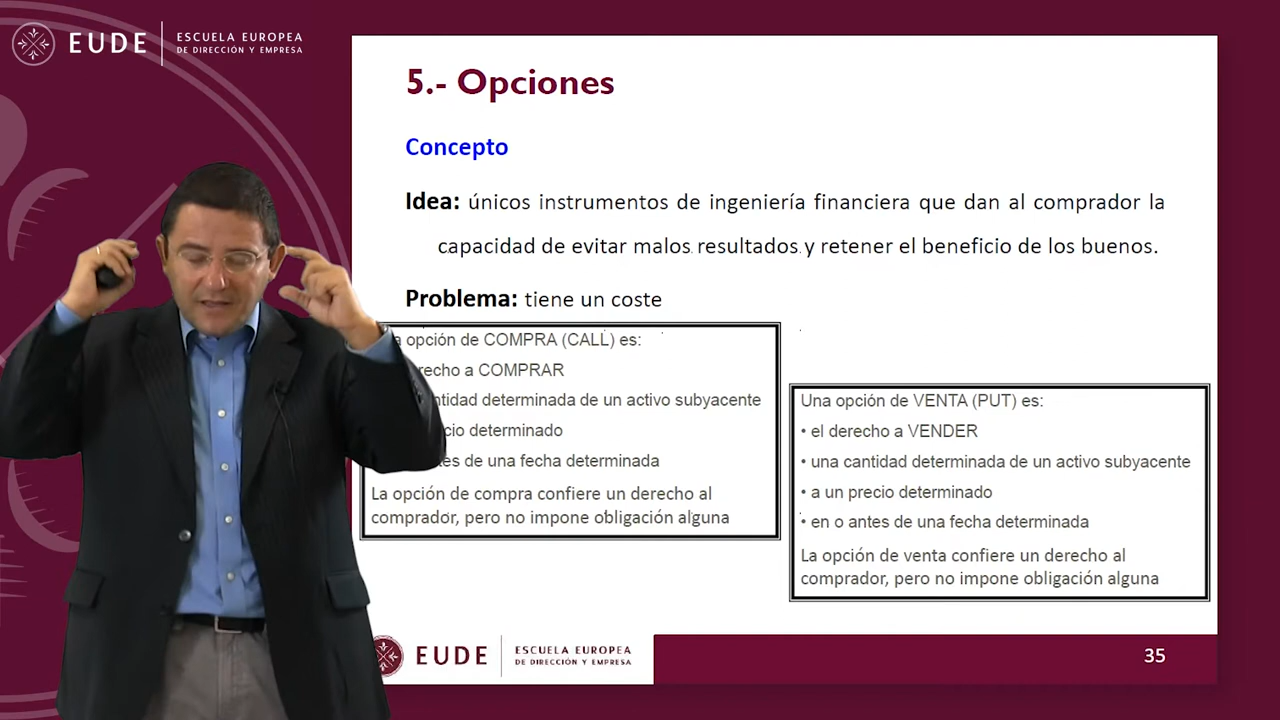 EUDE
ESCUELA EUROPEA
DE DIRECCIÓN Y EMPRESA
5.- Opciones
Concepto
Idea: únicos instrumentos de ingeniería financiera que dan al comprador la
capacidad de evitar malos resultados y retener el beneficio de los buenos.
Problema: tiene un coste
opción de COMPRA (CALL) es:
a COMPRAR
determinada de un activo subyacente
determinado
de una fecha determinada
La opción de compra confiere un derecho al
comprador, pero no impone obligación alguna
Una opción de VENTA (PUT) es:
• el derecho a VENDER
• una cantidad determinada de un activo subyacente
• a un precio determinado
• en o antes de una fecha determinada
La opción de venta confiere un derecho al
comprador, pero no impone obligación alguna
EUDE
ESCUELA EUROPEA
DE DIRECCIÓN Y EMPRESA
35